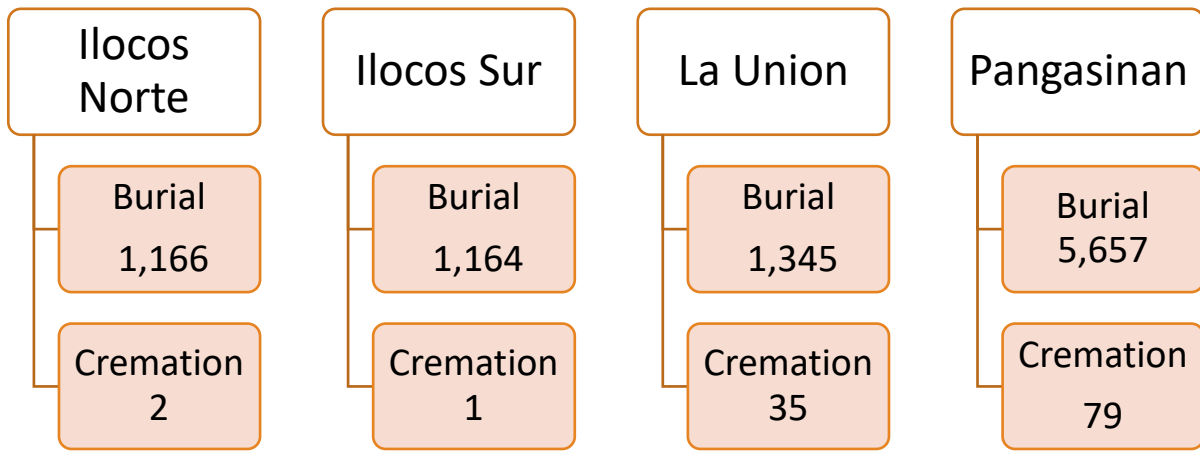 Ilocos
Norte
Burial
1,166
Cremation
2
Ilocos Sur
Burial
1,164
Cremation
1
La Union
Burial
1,345
Cremation
35
Pangasinan
Burial
5,657
Cremation
79